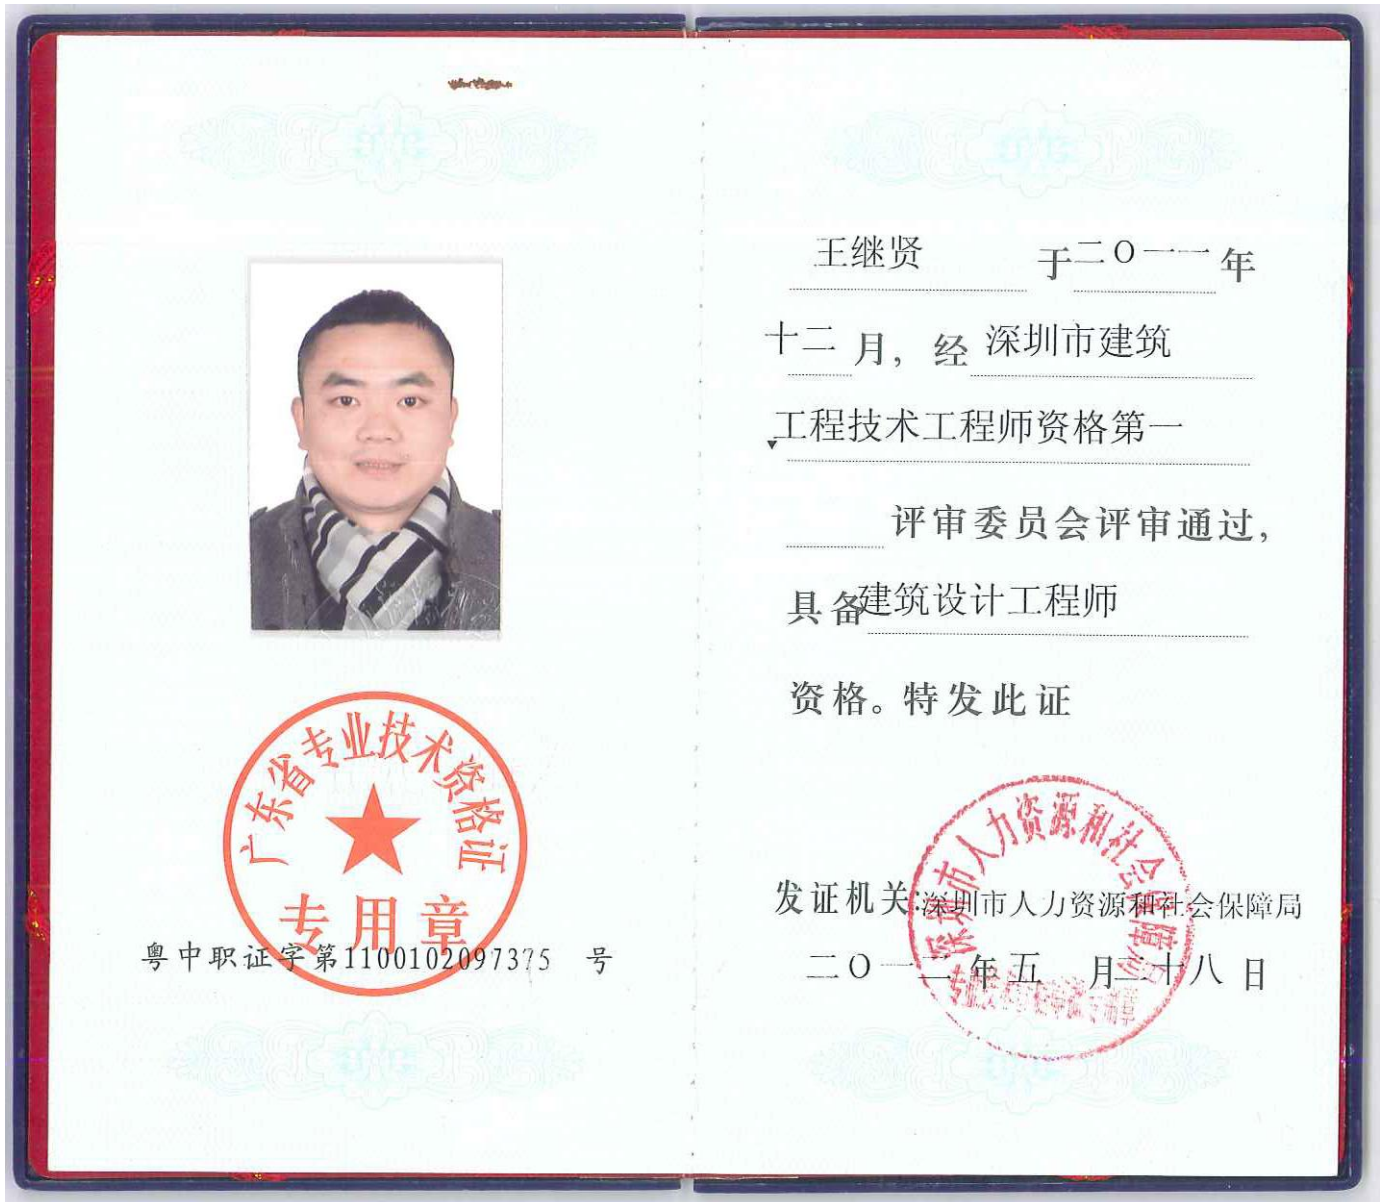 广东省专业技术资格证
专用章
粤中职证字第1100102097375 号
王继贤 于二〇一一年
十二月，经深圳市建筑
工程技术工程师资格第一
评审委员会评审通过，
具备建筑设计工程师
资格。特发此证
深圳市人力资源和社会保障局
发证机关:深圳市人力资源和社会保障局
二〇一二年五 月二十八日